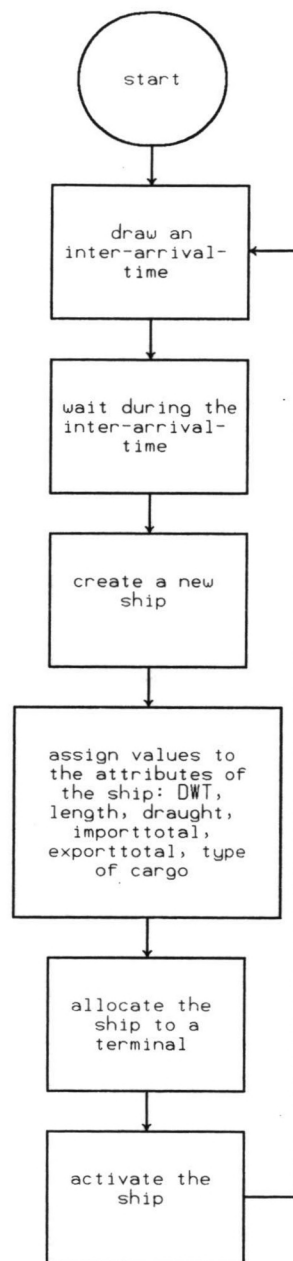 start
draw an
inter-arrival-
time
wait during the
inter-arrival-
time
create a new
ship
assign values to
the attributes of
the ship: DWT,
length, draught,
importtotal,
exporttotal, type
of cargo
allocate the
ship to a
terminal
activate the
ship